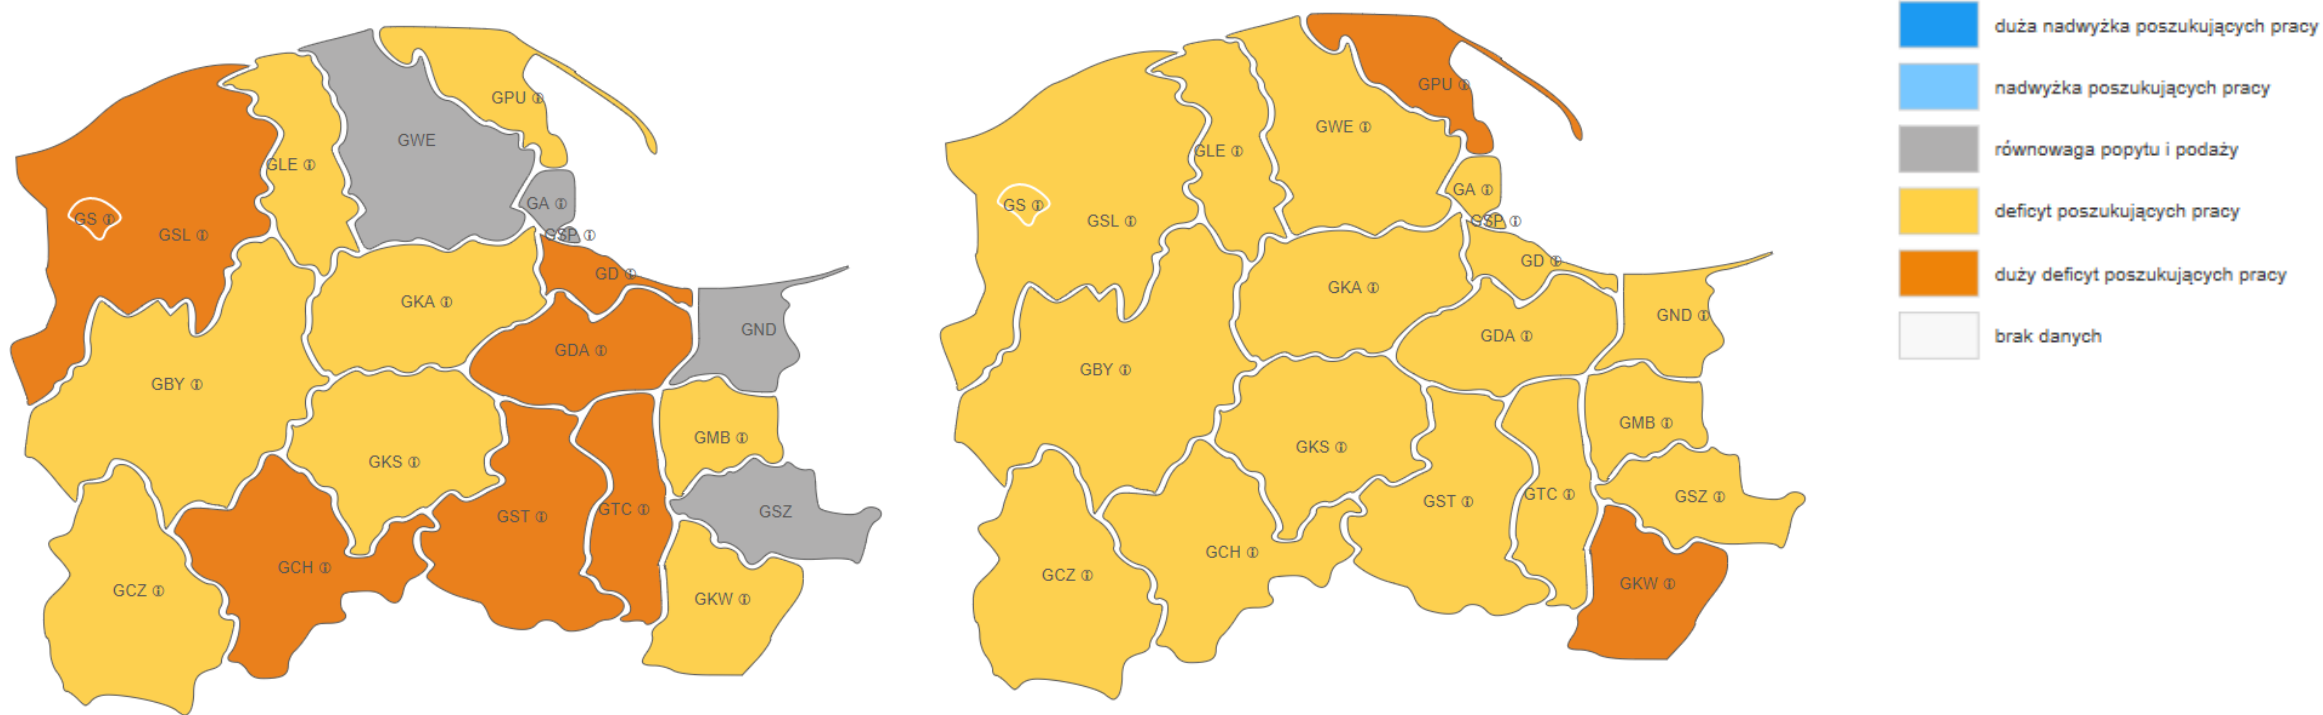 GPU
GWE
GLE
GA
GS
GSL
GSP
GD
GKA
GND
GDA
GBY
GMB
GKS
GSZ
GST
GTC
GCH
GCZ
GKW
GPU
GWE
GLE
GA
GS
GSL
GSP
GD
GKA
GND
GDA
GBY
GMB
GKS
GSZ
GST
GTC
GCH
GCZ
GKW
duża nadwyżka poszukujących pracy
nadwyżka poszukujących pracy
równowaga popytu i podaży
deficyt poszukujących pracy
duży deficyt poszukujących pracy
brak danych